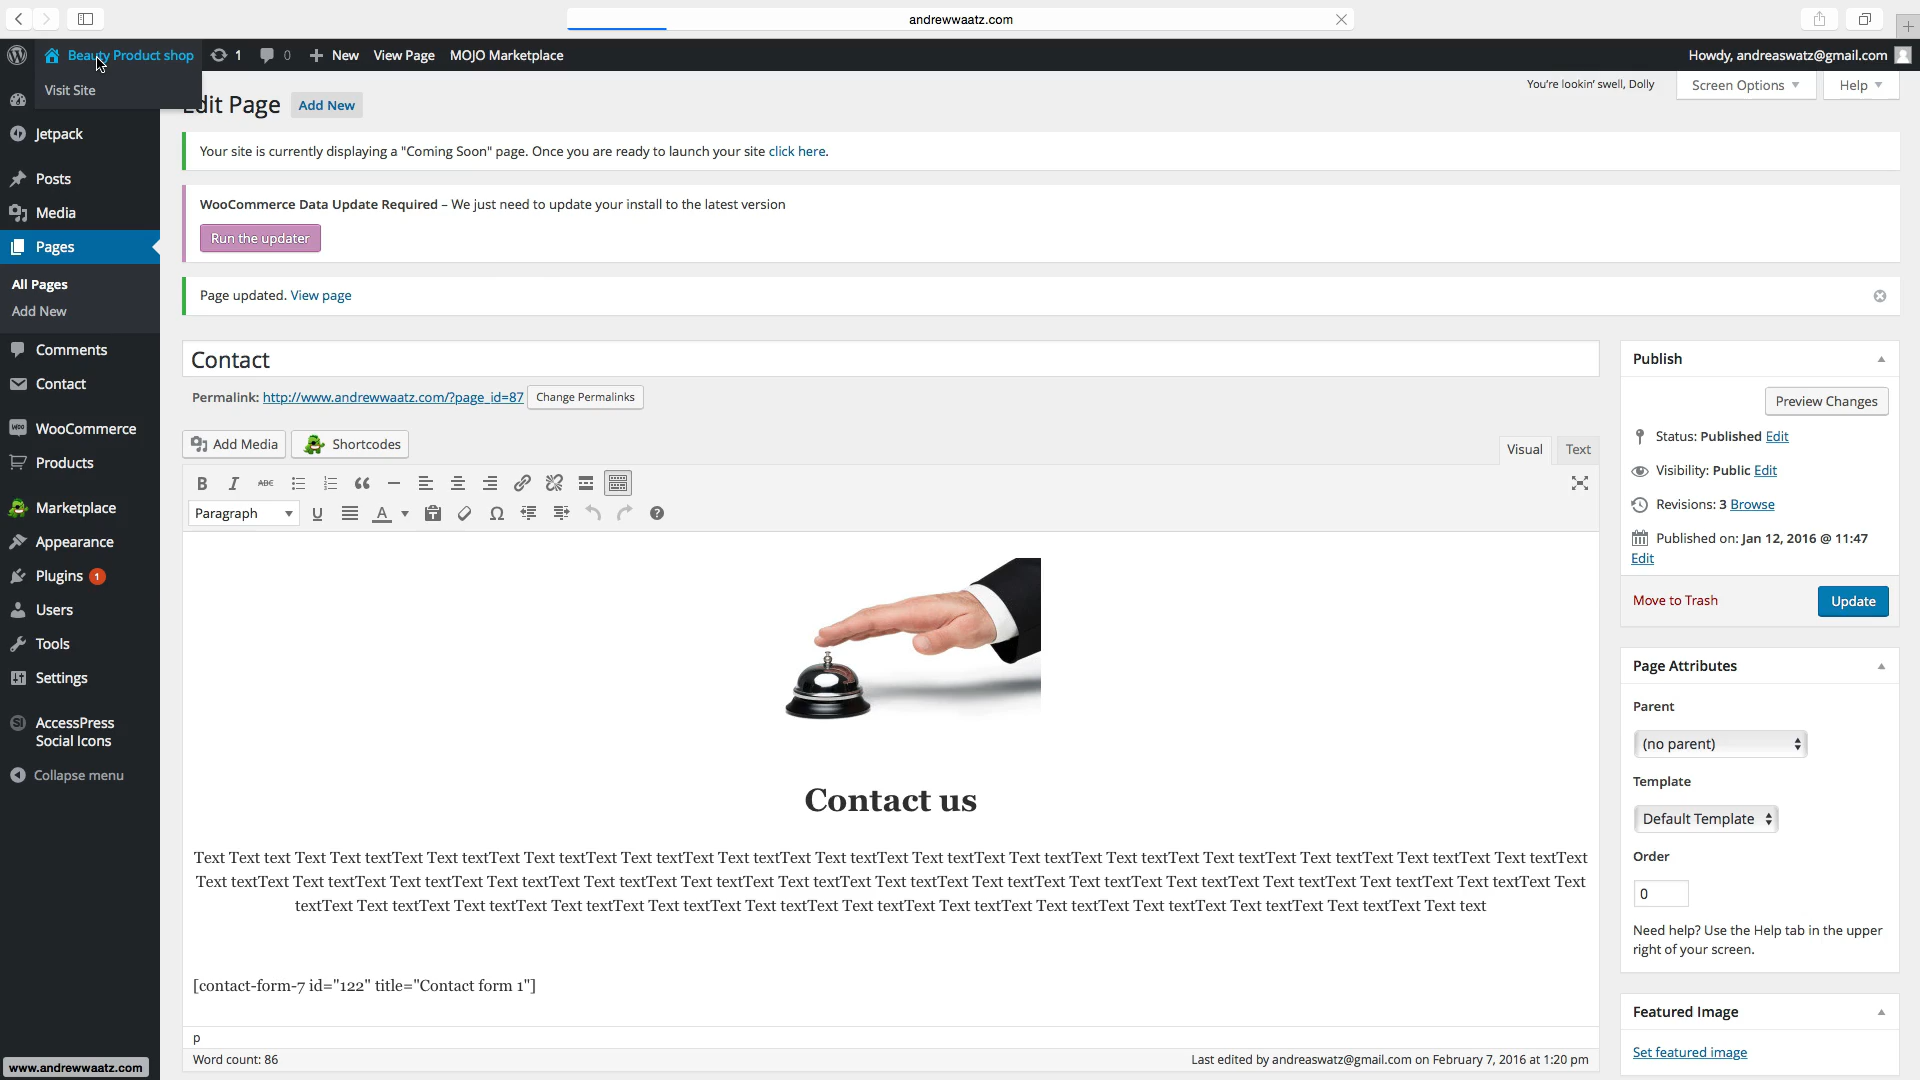 andrewwaatz.com
Beauty Product shop
1
0
New
View Page
MOJO Marketplace
Howdy, andreaswatz@gmail.com
Visit Site
dit Page
Add New
You're lookin' swell, Dolly
Screen Options
Help
Jetpack
Posts
Media
Pages
All Pages
Add New
Comments
Contact
WooCommerce
Products
Marketplace
Appearance
Plugins 1
Users
Tools
Settings
AccessPress
Social Icons
Collapse menu
Your site is currently displaying a "Coming Soon" page. Once you are ready to launch your site click here.
WooCommerce Data Update Required – We just need to update your install to the latest version
Run the updater
Page updated. View page
Contact
Permalink: http://www.andrewwaatz.com/?page_id=87 Change Permalinks
Add Media
Shortcodes
Visual
Text
B I ABC
Paragraph U A Ω
Contact us
Text Text text Text Text textText Text textText Text textText Text textText Text textText Text textText Text textText Text textText Text textText Text textText Text textText Text textText
Text textText Text textText Text textText Text textText Text textText Text textText Text textText Text textText Text textText Text textText Text textText Text textText Text textText Text
textText Text textText Text textText Text textText Text textText Text textText Text textText Text textText Text textText Text textText Text textText Text text
[contact-form-7 id="122" title="Contact form 1"]
p
Word count: 86
Last edited by andreaswatz@gmail.com on February 7, 2016 at 1:20 pm
Publish
Preview Changes
Status: Published Edit
Visibility: Public Edit
Revisions: 3 Browse
Published on: Jan 12, 2016 @ 11:47
Edit
Move to Trash
Update
Page Attributes
Parent
(no parent)
Template
Default Template
Order
0
Need help? Use the Help tab in the upper
right of your screen.
Featured Image
Set featured image
www.andrewwaatz.com